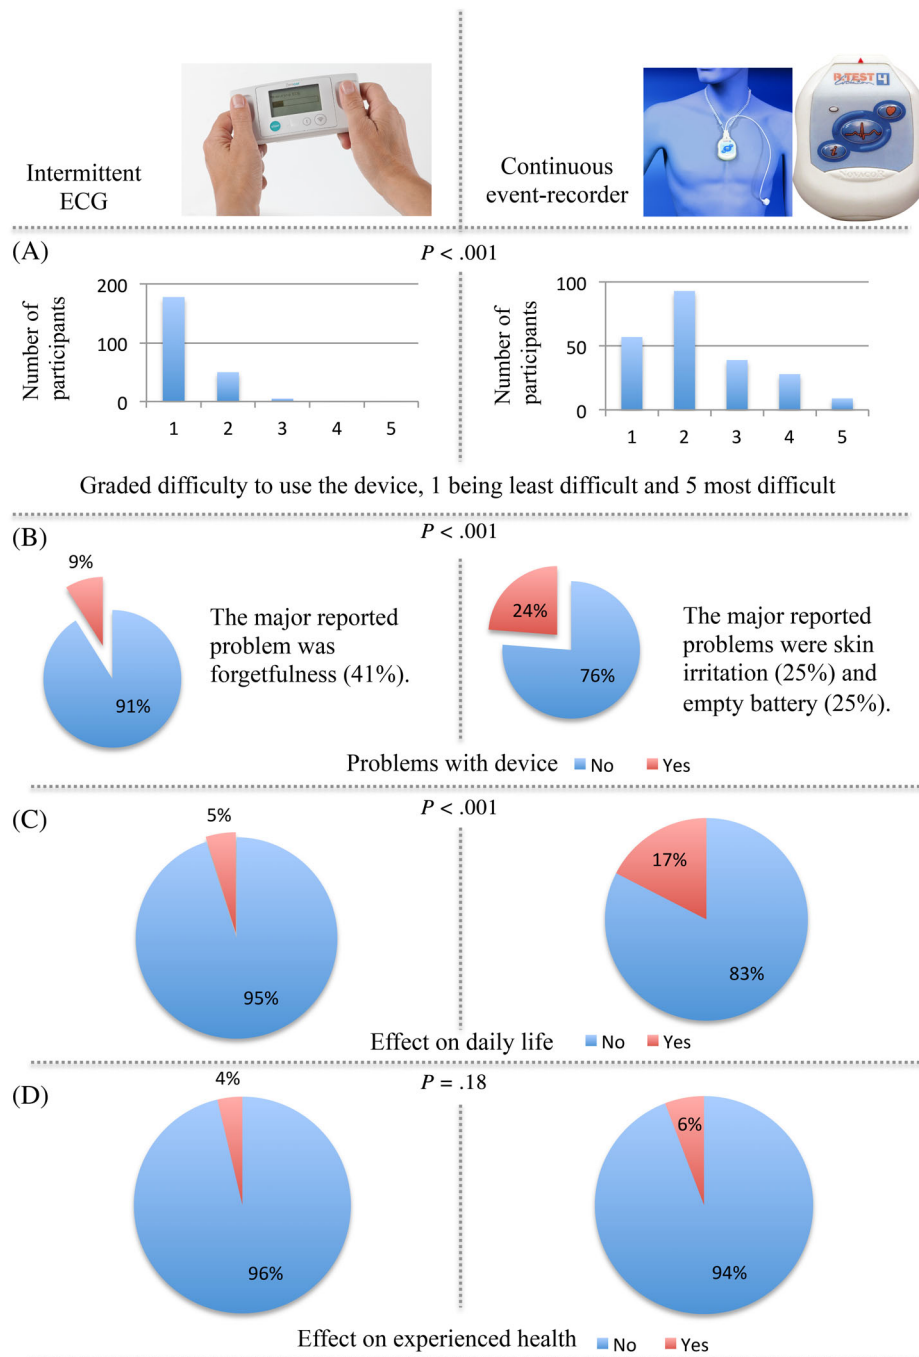 Intermittent
ECG
Continuous
event-recorder
R·TEST
4
(A)
P < .001
Number of
participants
200
100
0
1 2 3 4 5
Number of
participants
100
50
0
1 2 3 4 5
Graded difficulty to use the device, 1 being least difficult and 5 most difficult
(B)
P < .001
9%
91%
The major reported
problem was
forgetfulness (41%).
24%
76%
The major reported
problems were skin
irritation (25%) and
empty battery (25%).
Problems with device No Yes
(C)
P < .001
5%
95%
17%
83%
Effect on daily life No Yes
(D)
P = .18
4%
96%
6%
94%
Effect on experienced health No Yes